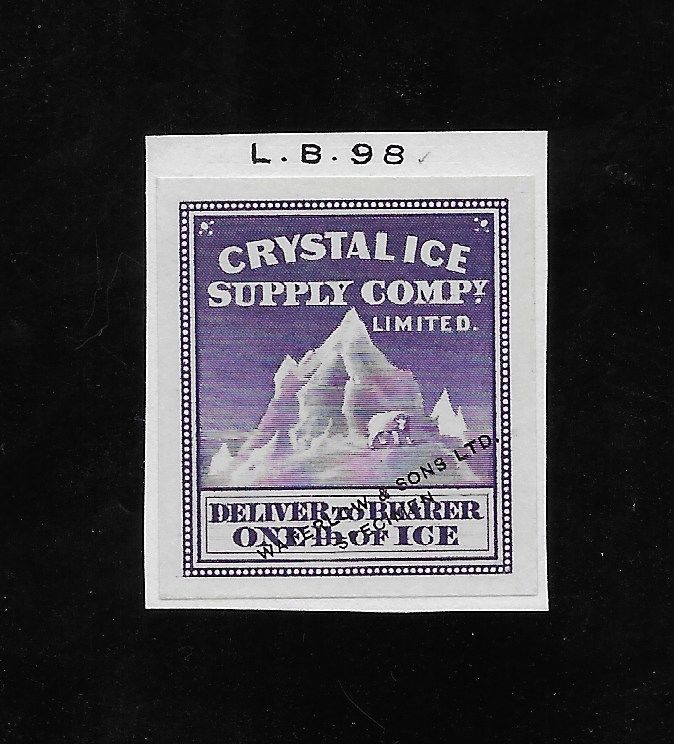 L.B.98
CRYSTAL ICE
SUPPLY COMPY.
LIMITED.
DELIVER TO BEARER
ONE lb. OF ICE
WATERLOW & SONS LTD.
SPECIMEN